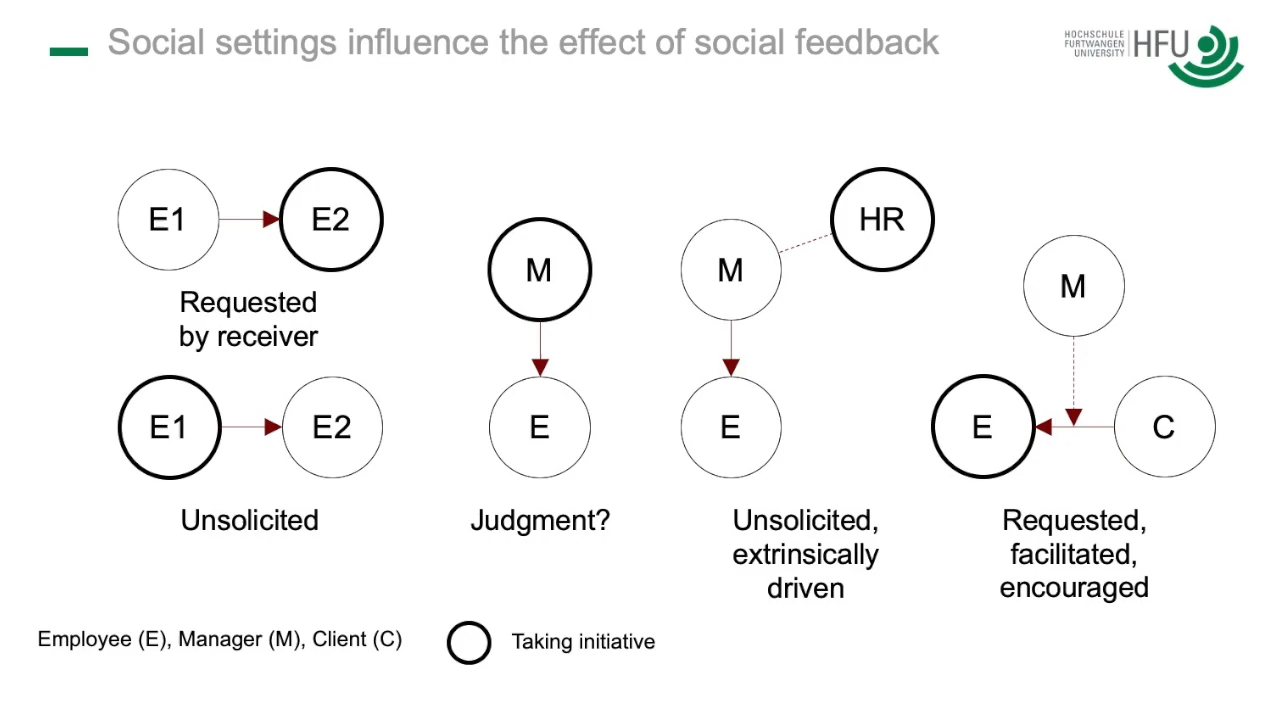 Social settings influence the effect of social feedback
HOCHSCHULE
FURTWANGEN
UNIVERSITY
HFU
E1
E2
Requested
by receiver
E1
E2
Unsolicited
M
E
Judgment?
M
HR
E
Unsolicited,
extrinsically
driven
M
E
C
Requested,
facilitated,
encouraged
Employee (E), Manager (M), Client (C)
Taking initiative